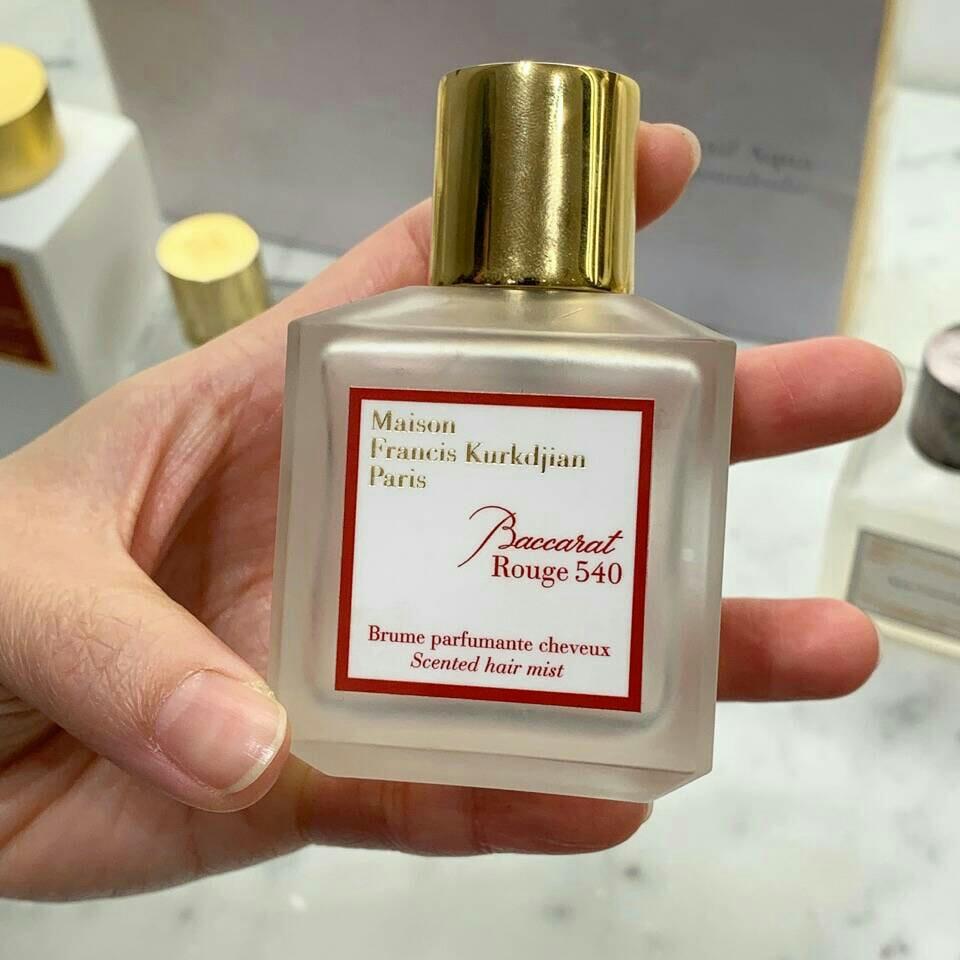 Maison
Francis Kurkdjian
Paris
Baccarat
Rouge 540
Brume parfumante cheveux
Scented hair mist